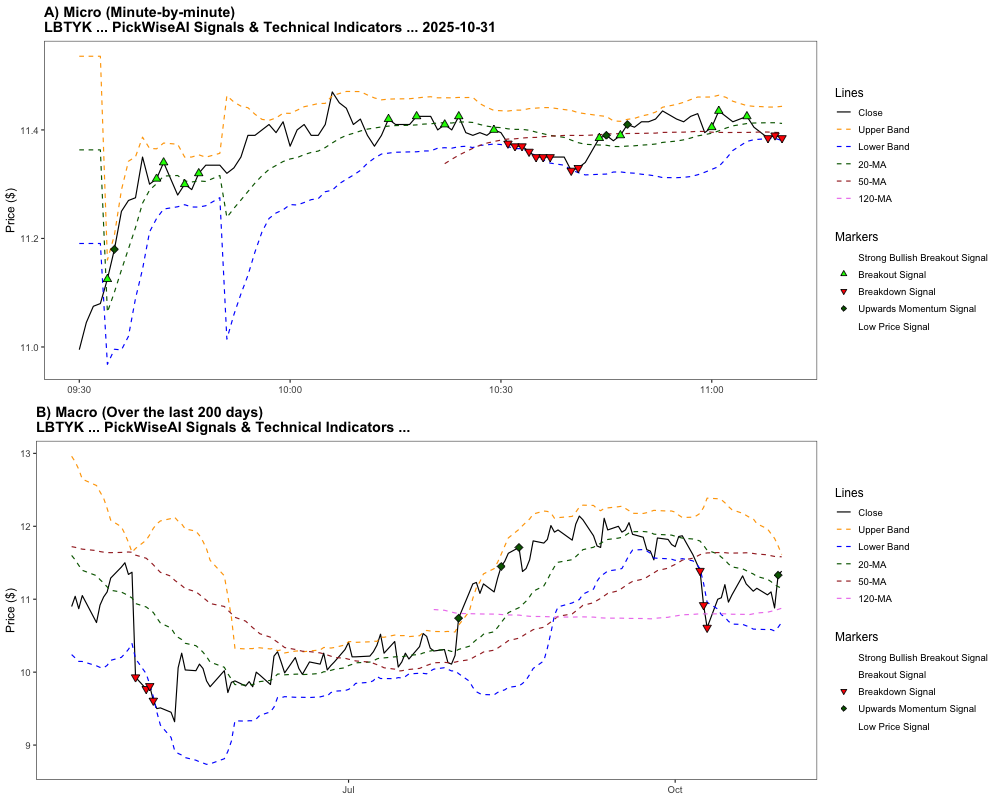 A) Micro (Minute-by-minute)
LBTYK ... PickWiseAI Signals & Technical Indicators ... 2025-10-31
Price ($)
11.4
11.2
11.0
09:30
10:00
10:30
11:00
Lines
Close
Upper Band
Lower Band
20-MA
50-MA
120-MA
Markers
Strong Bullish Breakout Signal
Breakout Signal
Breakdown Signal
Upwards Momentum Signal
Low Price Signal
B) Macro (Over the last 200 days)
LBTYK ... PickWiseAI Signals & Technical Indicators ...
Price ($)
13
12
11
10
9
Jul
Oct
Lines
Close
Upper Band
Lower Band
20-MA
50-MA
120-MA
Markers
Strong Bullish Breakout Signal
Breakout Signal
Breakdown Signal
Upwards Momentum Signal
Low Price Signal